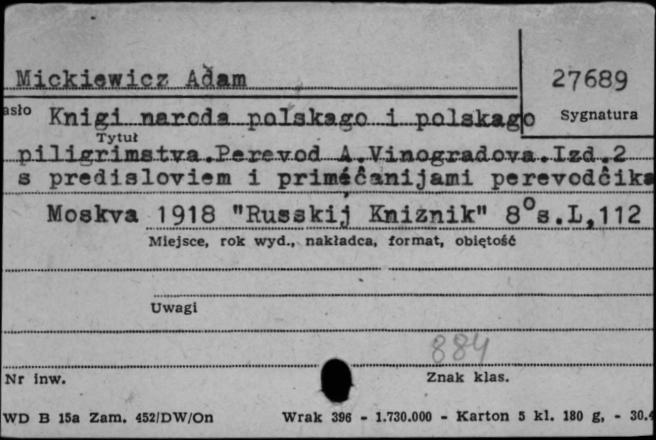 Mickiewicz Adam
27689
asło Knigi naroda polskago i polskago
Sygnatura
Tytuł
piligrimstva.Perevod A.Vinogradova.Izd.2
s predisloviem i priméčanijami perevodčika
Moskva 1918 "Russkij Kniznik" 8°s.L,112
Miejsce, rok wyd., nakładca, format, objętość
Uwagi
884
Nr inw.
Znak klas.
WD B 15a Zam. 452/DW/On Wrak 396 - 1.730.000 - Karton 5 kl. 180 g. - 30.4